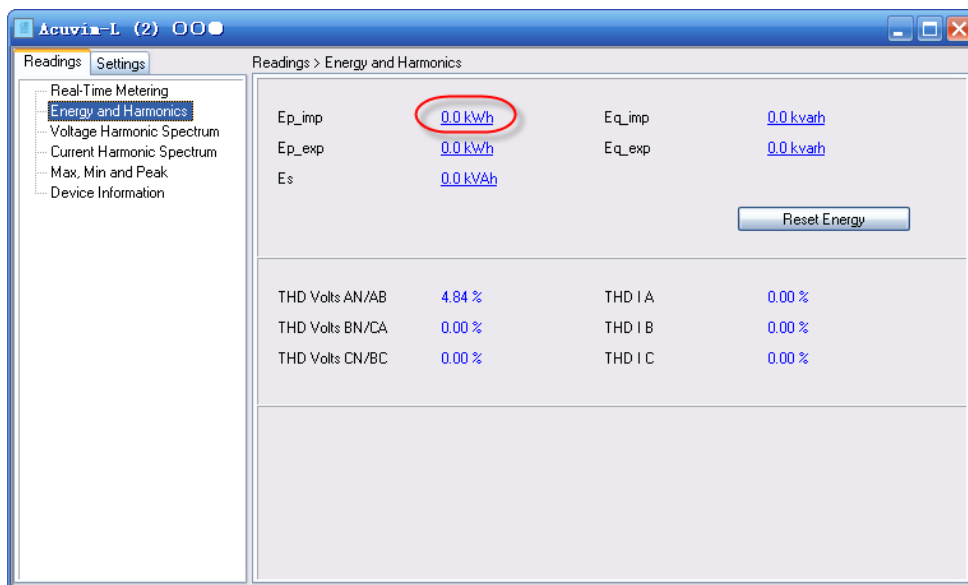 Acuvim-L (2)
Readings Settings
Readings > Energy and Harmonics
Real-Time Metering
Energy and Harmonics
Voltage Harmonic Spectrum
Current Harmonic Spectrum
Max, Min and Peak
Device Information
Ep_imp 0.0 kWh Eq_imp 0.0 kvarh
Ep_exp 0.0 kWh Eq_exp 0.0 kvarh
Es 0.0 kVAh
Reset Energy
THD Volts AN/AB 4.84 % THD I A 0.00 %
THD Volts BN/CA 0.00 % THD I B 0.00 %
THD Volts CN/BC 0.00 % THD I C 0.00 %